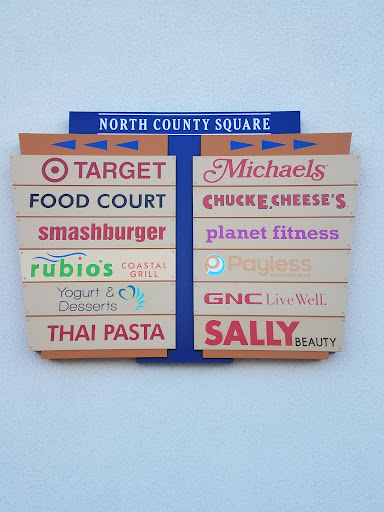 NORTH COUNTY SQUARE
TARGET
FOOD COURT
smashburger
rubio's COASTAL GRILL
Yogurt & Desserts
THAI PASTA
Michaels
CHUCK E. CHEESE'S
planet fitness
Payless
GNC LiveWell.
SALLY BEAUTY